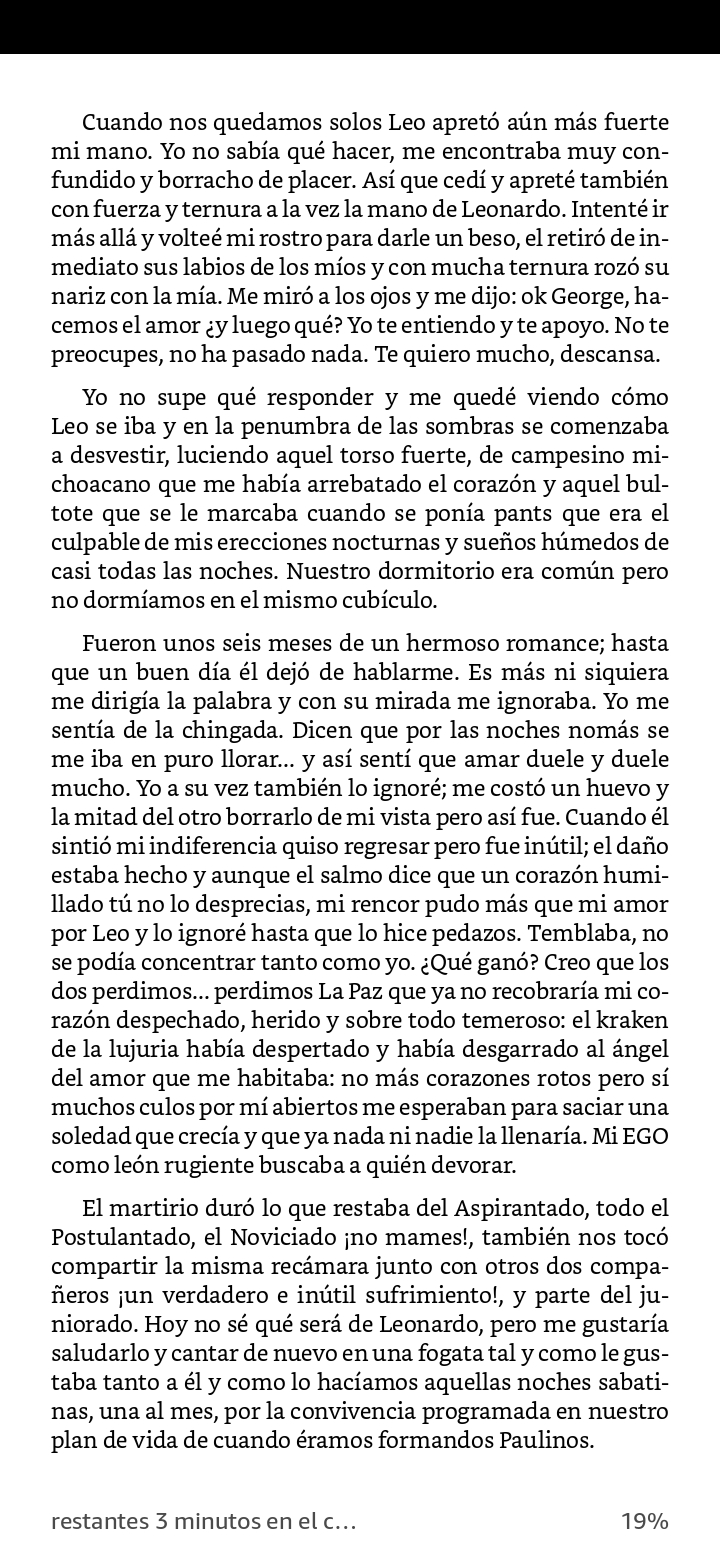 Cuando nos quedamos solos Leo apretó aún más fuerte
mi mano. Yo no sabía qué hacer, me encontraba muy con-
fundido y borracho de placer. Así que cedí y apreté también
con fuerza y ternura a la vez la mano de Leonardo. Intenté ir
más allá y volteé mi rostro para darle un beso, el retiró de in-
mediato sus labios de los míos y con mucha ternura rozó su
nariz con la mía. Me miró a los ojos y me dijo: ok George, ha-
cemos el amor ¿y luego qué? Yo te entiendo y te apoyo. No te
preocupes, no ha pasado nada. Te quiero mucho, descansa.
Yo no supe qué responder y me quedé viendo cómo
Leo se iba y en la penumbra de las sombras se comenzaba
a desvestir, luciendo aquel torso fuerte, de campesino mi-
choacano que me había arrebatado el corazón y aquel bul-
tote que se le marcaba cuando se ponía pants que era el
culpable de mis erecciones nocturnas y sueños húmedos de
casi todas las noches. Nuestro dormitorio era común pero
no dormíamos en el mismo cubículo.
Fueron unos seis meses de un hermoso romance; hasta
que un buen día él dejó de hablarme. Es más ni siquiera
me dirigía la palabra y con su mirada me ignoraba. Yo me
sentía de la chingada. Dicen que por las noches nomás se
me iba en puro llorar... y así sentí que amar duele y duele
mucho. Yo a su vez también lo ignoré; me costó un huevo y
la mitad del otro borrarlo de mi vista pero así fue. Cuando él
sintió mi indiferencia quiso regresar pero fue inútil; el daño
estaba hecho y aunque el salmo dice que un corazón humi-
llado tú no lo desprecias, mi rencor pudo más que mi amor
por Leo y lo ignoré hasta que lo hice pedazos. Temblaba, no
se podía concentrar tanto como yo. ¿Qué ganó? Creo que los
dos perdimos... perdimos La Paz que ya no recobraría mi co-
razón despechado, herido y sobre todo temeroso: el kraken
de la lujuria había despertado y había desgarrado al ángel
del amor que me habitaba: no más corazones rotos pero sí
muchos culos por mí abiertos me esperaban para saciar una
soledad que crecía y que ya nada ni nadie la llenaría. Mi EGO
como león rugiente buscaba a quién devorar.
El martirio duró lo que restaba del Aspirantado, todo el
Postulantado, el Noviciado ¡no mames!, también nos tocó
compartir la misma recámara junto con otros dos compa-
ñeros ¡un verdadero e inútil sufrimiento!, y parte del ju-
niorado. Hoy no sé qué será de Leonardo, pero me gustaría
saludarlo y cantar de nuevo en una fogata tal y como le gus-
taba tanto a él y como lo hacíamos aquellas noches sabati-
nas, una al mes, por la convivencia programada en nuestro
plan de vida de cuando éramos formandos Paulinos.
restantes 3 minutos en el c... 19%